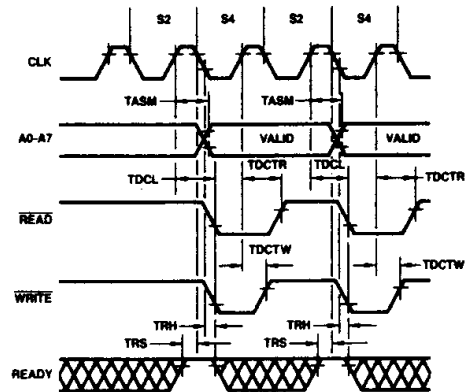 S2 S4 S2 S4
CLK
TASM TASM
A0-A7 VALID VALID
TDCL TDCTR TDCL TDCTR
READ
TDCTW TDCTW
WRITE
TRH TRH
TRS TRS
READY